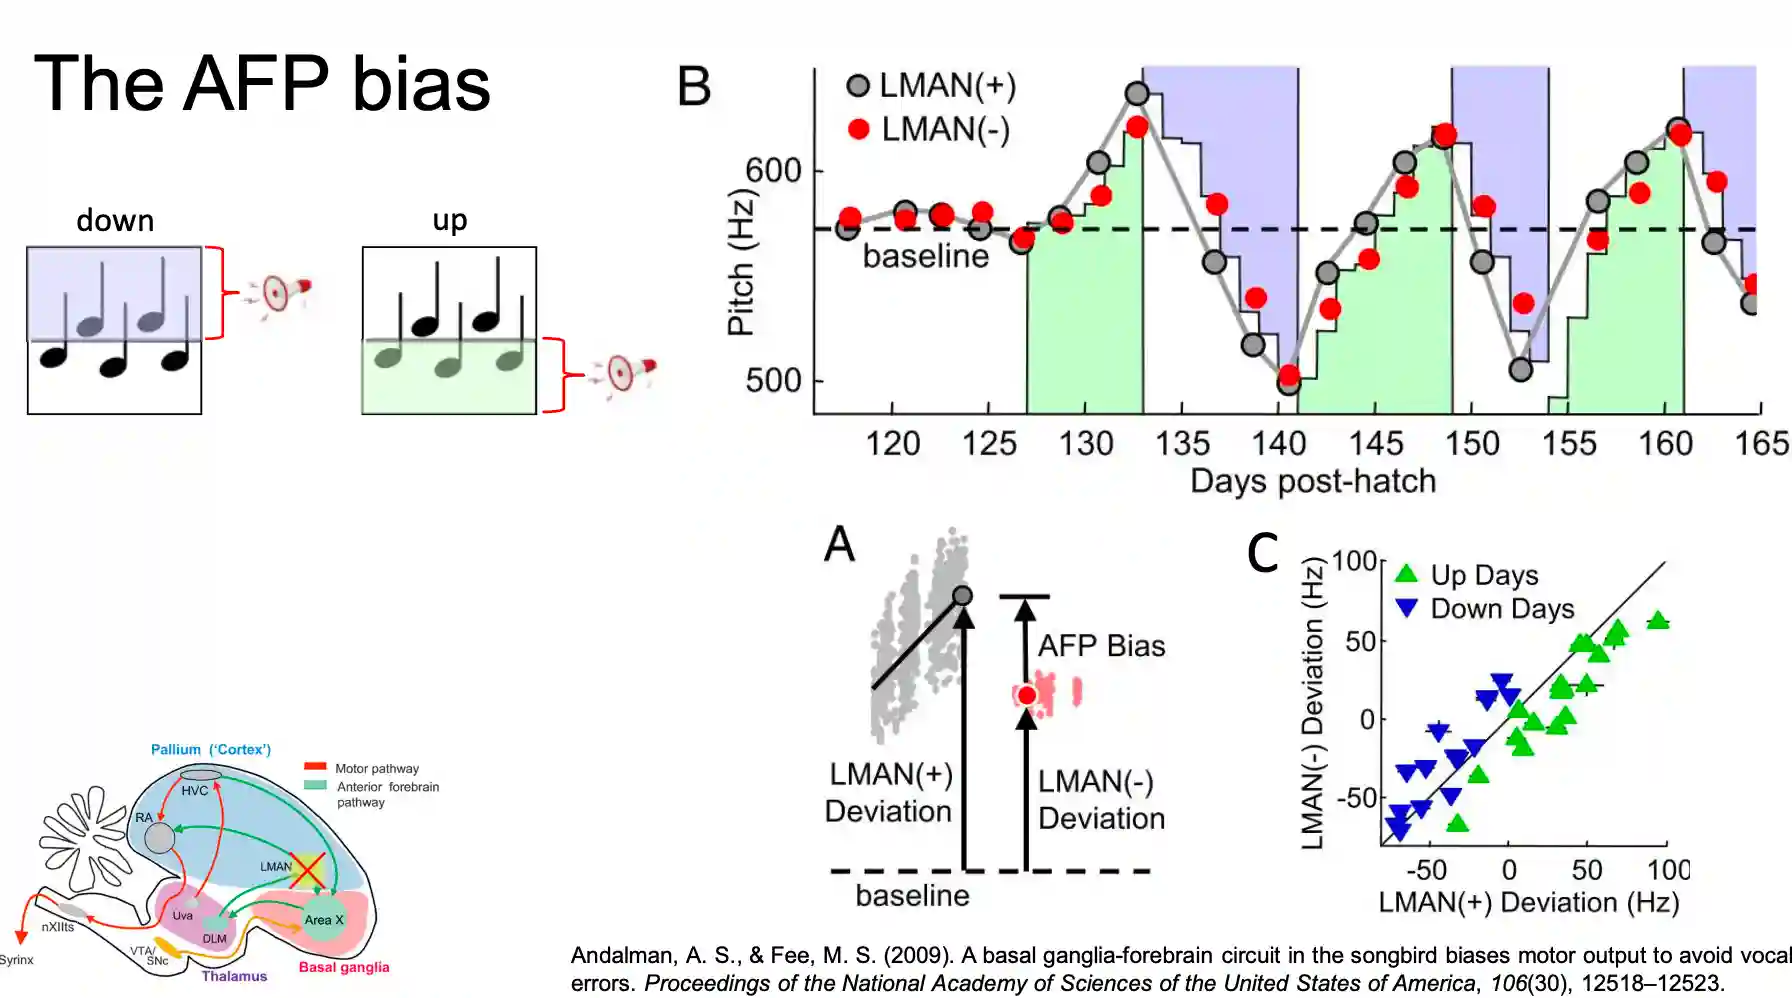 The AFP bias
down
up
B
LMAN(+)
LMAN(-)
Pitch (Hz)
600
500
baseline
120 125 130 135 140 145 150 155 160 165
Days post-hatch
A
AFP Bias
LMAN(+)
Deviation
LMAN(-)
Deviation
baseline
C
Up Days
Down Days
LMAN(-) Deviation (Hz)
100
50
0
-50
-50 0 50 100
LMAN(+) Deviation (Hz)
Pallium ('Cortex')
Motor pathway
Anterior forebrain
pathway
HVC
RA
LMAN
Uva
Area X
nXIIts
DLM
VTA/
SNc
Syrinx
Thalamus
Basal ganglia
Andalman, A. S., & Fee, M. S. (2009). A basal ganglia-forebrain circuit in the songbird biases motor output to avoid vocal
errors. Proceedings of the National Academy of Sciences of the United States of America, 106(30), 12518–12523.